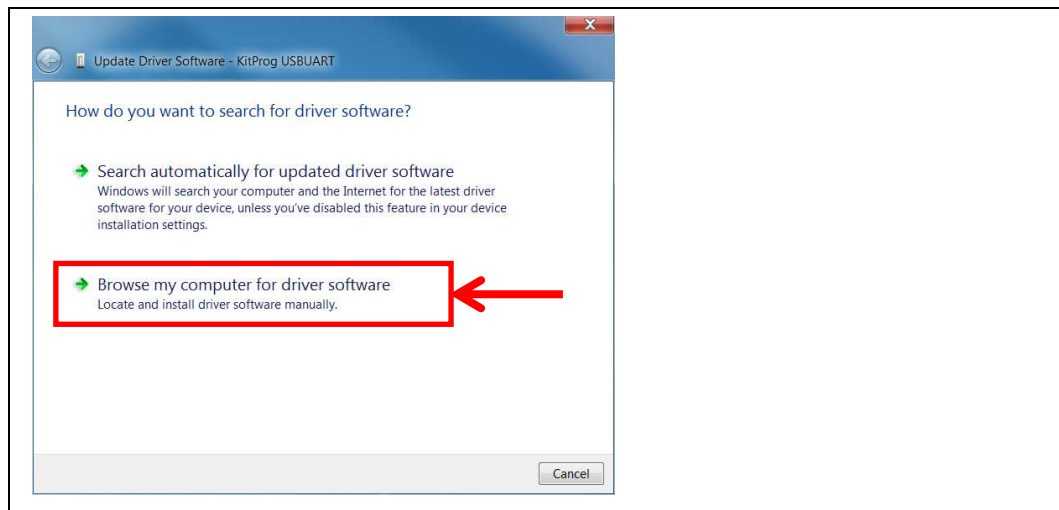 X
Update Driver Software - KitProg USBUART
How do you want to search for driver software?
Search automatically for updated driver software
Windows will search your computer and the Internet for the latest driver
software for your device, unless you've disabled this feature in your device
installation settings.
Browse my computer for driver software
Locate and install driver software manually.
Cancel